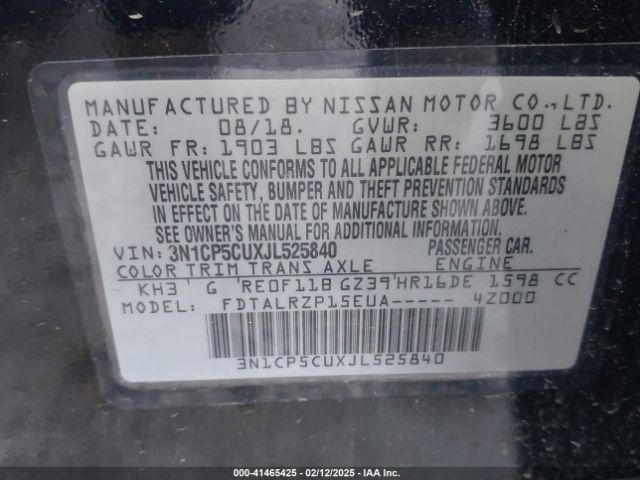 MANUFACTURED BY NISSAN MOTOR CO., LTD.
DATE: 08/18. GVWR: 3600 LBS
GAWR FR: 1903 LBS GAWR RR: 1698 LBS
THIS VEHICLE CONFORMS TO ALL APPLICABLE FEDERAL MOTOR
VEHICLE SAFETY, BUMPER AND THEFT PREVENTION STANDARDS
IN EFFECT ON THE DATE OF MANUFACTURE SHOWN ABOVE.
SEE OWNER'S MANUAL FOR ADDITIONAL INFORMATION.
VIN: 3N1CP5CUXJL525840 PASSENGER CAR.
COLOR TRIM TRANS AXLE ENGINE
KH3 G RE0F11B GZ39 HR16DE 1598 CC
MODEL: FDTALRZP15EUA----- 4Z000
3N1CP5CUXJL525840
000-41465425 - 02/12/2025 - IAA Inc.